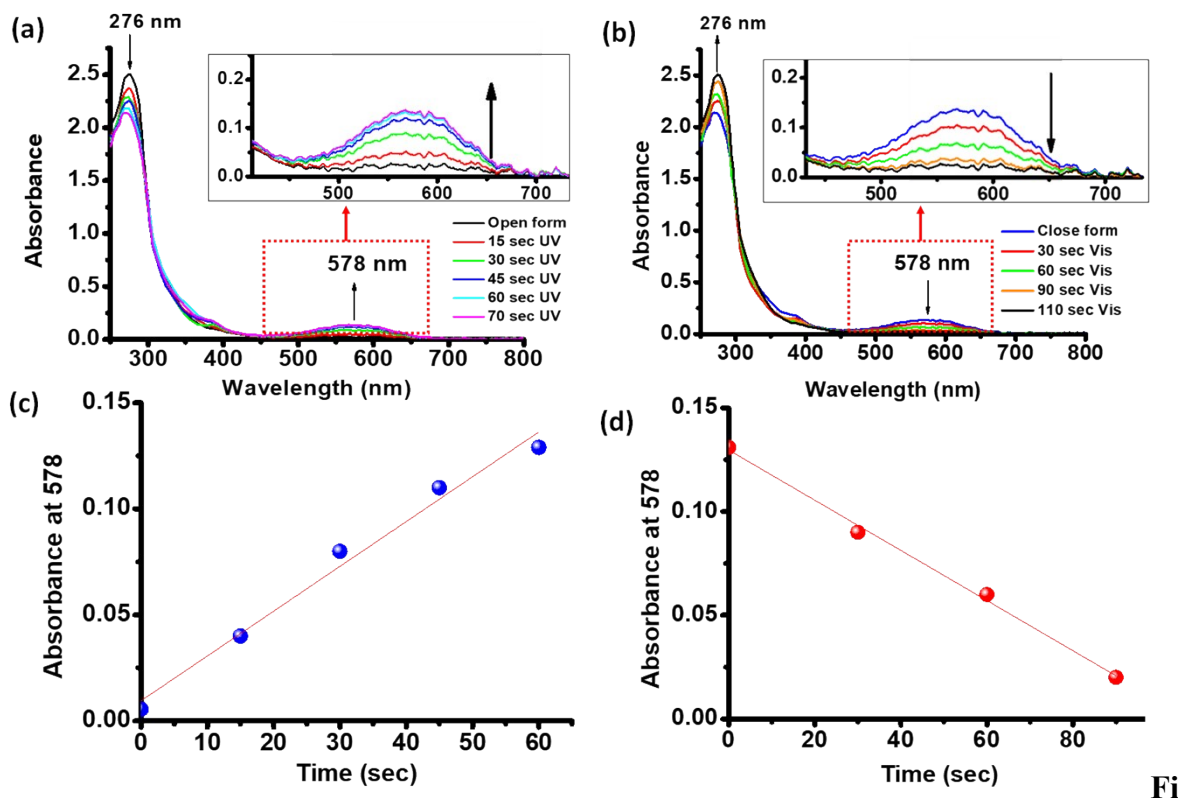 (a)
276 nm
Absorbance
2.5
2.0
1.5
1.0
0.5
0.0
0.2
0.1
0
500 600 700
Open form
15 sec UV
30 sec UV
45 sec UV
60 sec UV
70 sec UV
578 nm
300 400 500 600 700 800
Wavelength (nm)
(b)
276 nm
Absorbance
2.5
2.0
1.5
1.0
0.5
0.0
0.2
0.1
0
500 600 700
Close form
30 sec Vis
60 sec Vis
90 sec Vis
110 sec Vis
578 nm
300 400 500 600 700 800
Wavelength (nm)
(c)
Absorbance at 578
0.15
0.10
0.05
0.00
0 10 20 30 40 50 60
Time (sec)
(d)
Absorbance at 578
0.15
0.10
0.05
0.00
0 20 40 60 80
Time (sec)
Fi